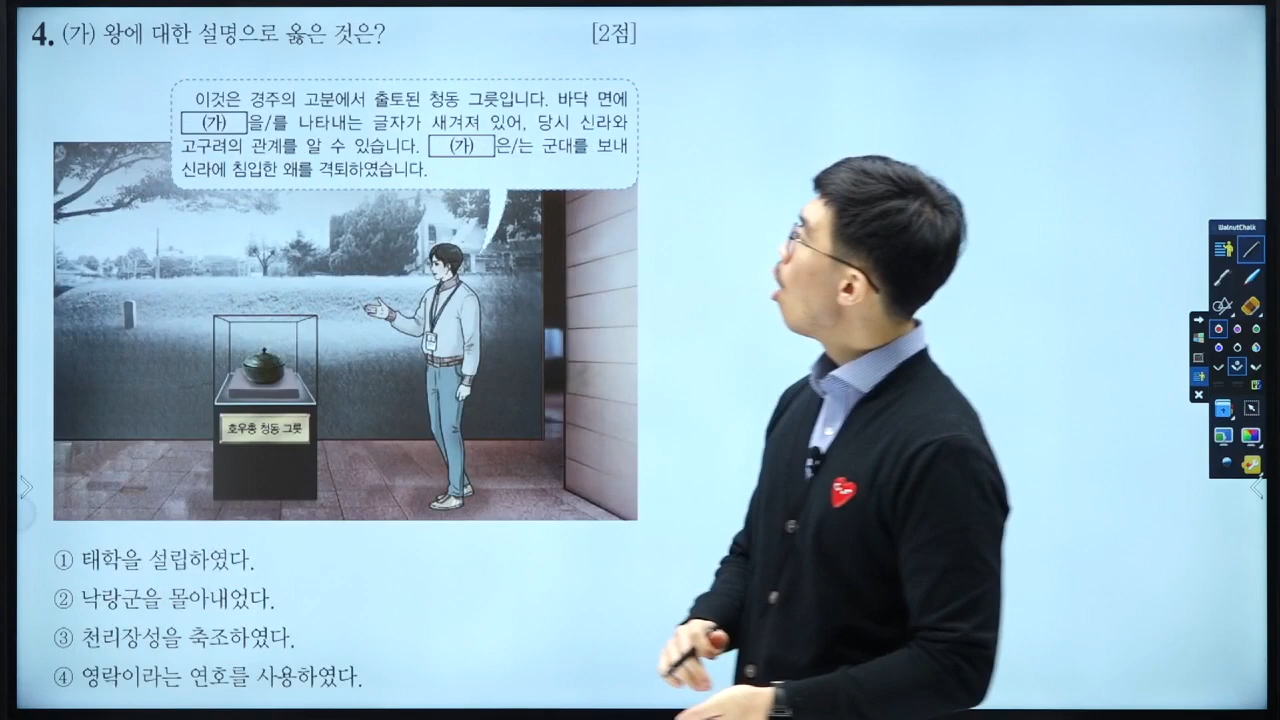 4. (가) 왕에 대한 설명으로 옳은 것은? [2점]
이것은 경주의 고분에서 출토된 청동 그릇입니다. 바닥 면에
(가) 을/를 나타내는 글자가 새겨져 있어, 당시 신라와
고구려의 관계를 알 수 있습니다. (가) 은/는 군대를 보내
신라에 침입한 왜를 격퇴하였습니다.
호우총 청동 그릇
① 태학을 설립하였다.
② 낙랑군을 몰아내었다.
③ 천리장성을 축조하였다.
④ 영락이라는 연호를 사용하였다.
WalnutChalk